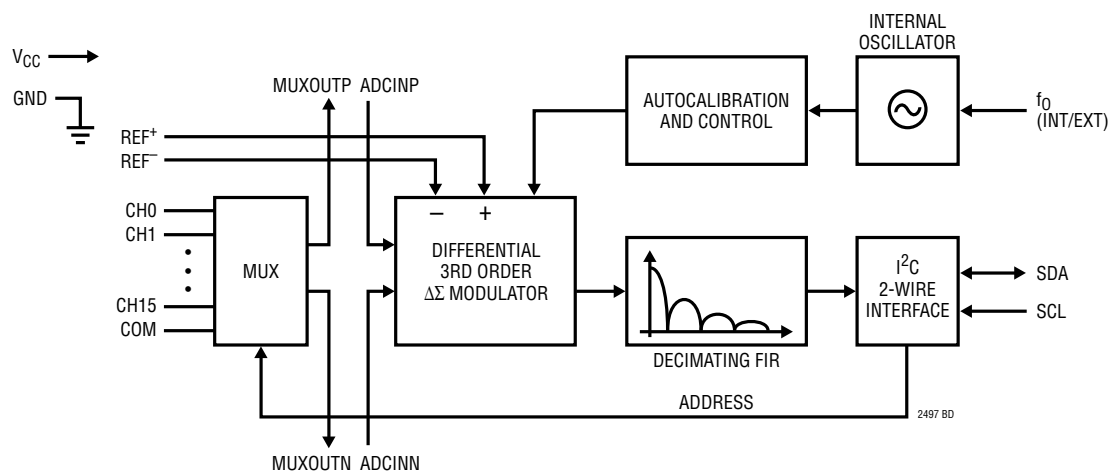 INTERNAL
OSCILLATOR
VCC
GND
MUXOUTP ADCINP
AUTOCALIBRATION
AND CONTROL
fO
(INT/EXT)
REF+
REF–
CH0
CH1
CH15
COM
MUX
– +
DIFFERENTIAL
3RD ORDER
ΔΣ MODULATOR
DECIMATING FIR
I2C
2-WIRE
INTERFACE
SDA
SCL
ADDRESS
2497 BD
MUXOUTN ADCINN